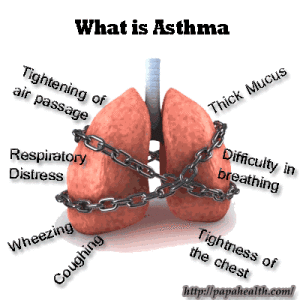 What is Asthma
Tightening of
air passage
Thick Mucus
Respiratory
Distress
Difficulty in
breathing
Wheezing
Coughing
Tightness of
the chest
http://papahealth.com/